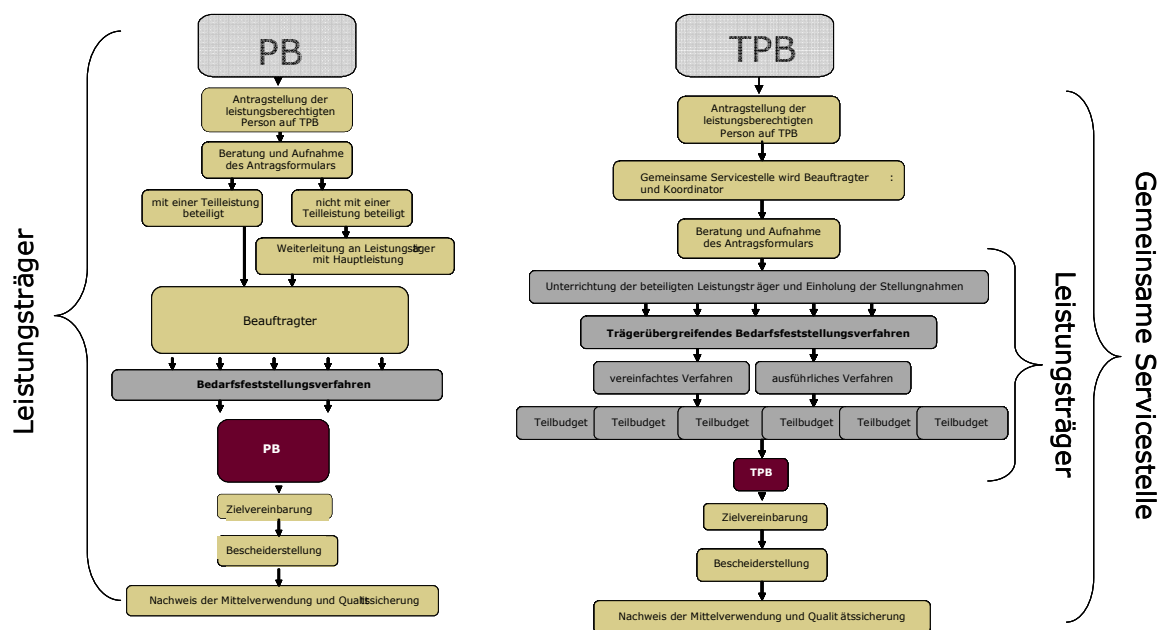 Leistungsträger
PB
Antragstellung der
leistungsberechtigten
Person auf TPB
Beratung und Aufnahme
des Antragsformulars
mit einer Teilleistung
beteiligt
nicht mit einer
Teilleistung beteiligt
Weiterleitung an Leistungsträger
mit Hauptleistung
Beauftragter
Bedarfsfeststellungsverfahren
PB
Zielvereinbarung
Bescheiderstellung
Nachweis der Mittelverwendung und Qualitätssicherung
TPB
Antragstellung der
leistungsberechtigten
Person auf TPB
Gemeinsame Servicestelle wird Beauftragter :
und Koordinator
Beratung und Aufnahme
des Antragsformulars
Unterrichtung der beteiligten Leistungsträger und Einholung der Stellungnahmen
Trägerübergreifendes Bedarfsfeststellungsverfahren
vereinfachtes Verfahren
ausführliches Verfahren
Teilbudget Teilbudget Teilbudget Teilbudget Teilbudget Teilbudget
TPB
Zielvereinbarung
Bescheiderstellung
Nachweis der Mittelverwendung und Qualitätssicherung
Leistungsträger
Gemeinsame Servicestelle